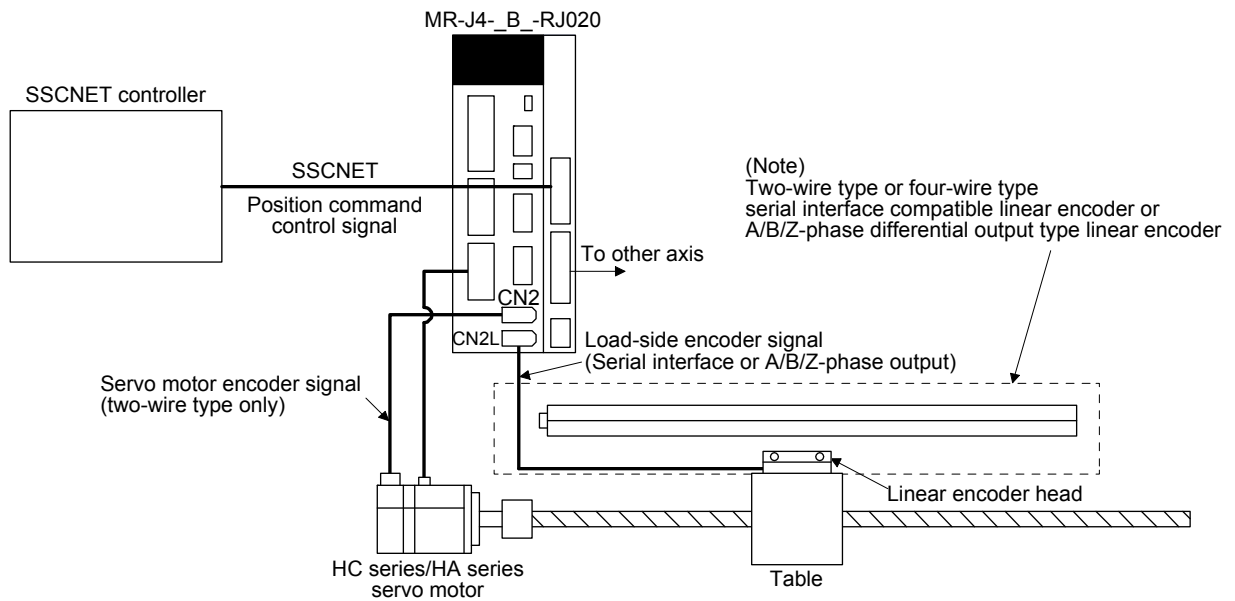 MR-J4-_B_-RJ020
SSCNET controller
SSCNET
Position command
control signal
(Note)
Two-wire type or four-wire type
serial interface compatible linear encoder or
A/B/Z-phase differential output type linear encoder
To other axis
CN2
CN2L
Load-side encoder signal
(Serial interface or A/B/Z-phase output)
Servo motor encoder signal
(two-wire type only)
Linear encoder head
HC series/HA series
servo motor
Table